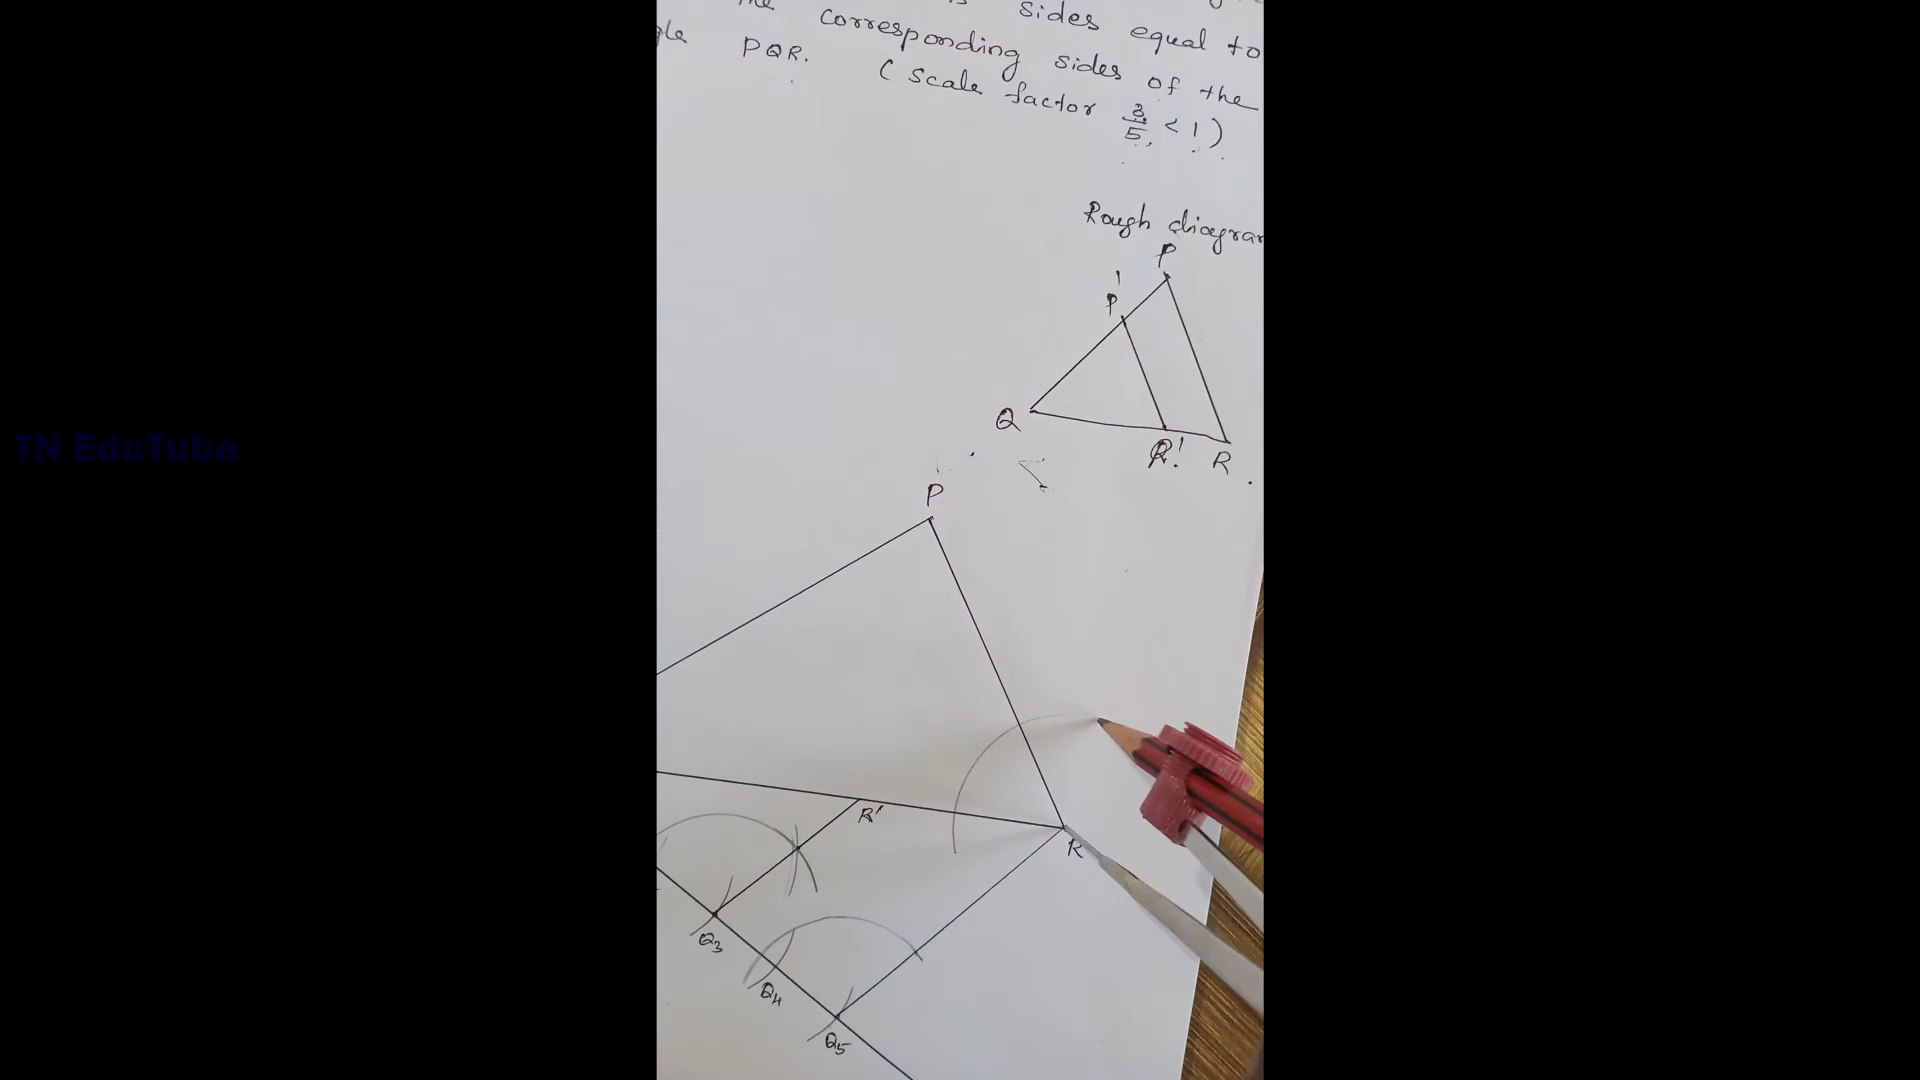 sides equal to
the corresponding sides of the
PQR. (scale factor 3/5 < 1)
Rough diagram
P
P'
Q
R' R
P
TN EduTube
R'
R
Q3
Q4
Q5